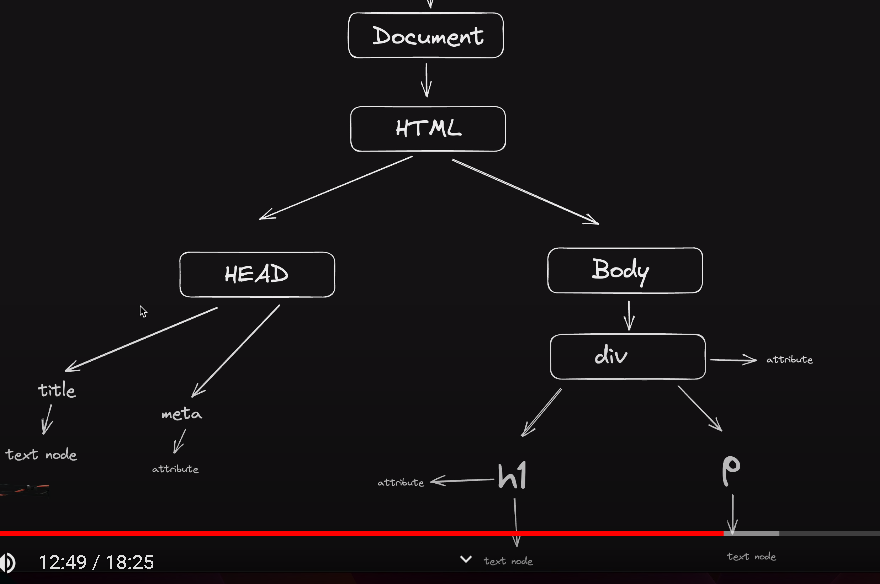 Document
HTML
HEAD
Body
div
attribute
title
meta
text node
attribute
attribute
h1
p
text node
text node
12:49 / 18:25